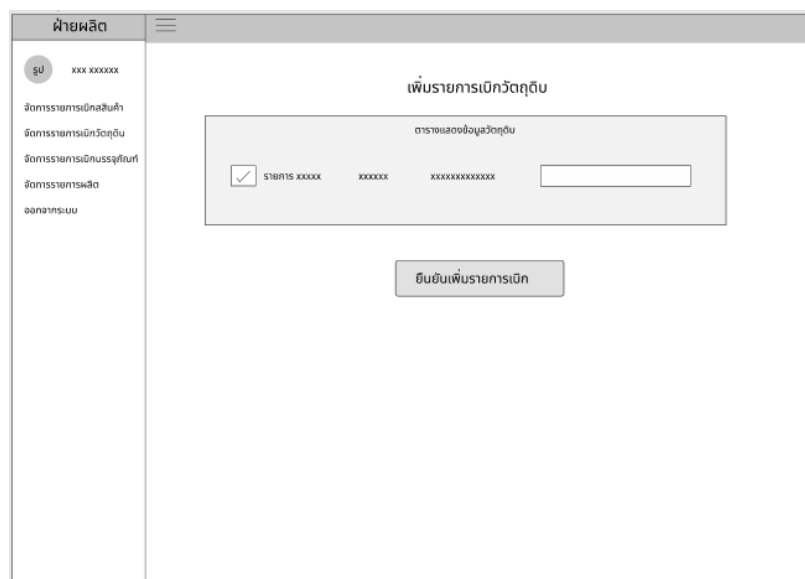 ฝ่ายผลิต
รูป xxx xxxxxx
จัดการรายการเบิกสสินค้า
จัดการรายการเบิกวัตถุดิบ
จัดการรายการเบิกบรรจุภัณฑ์
จัดการรายการผลิต
ออกจากระบบ
เพิ่มรายการเบิกวัตถุดิบ
ตารางแสดงข้อมูลวัตถุดิบ
รายการ xxxxx xxxxxx xxxxxxxxxxxxx
ยืนยันเพิ่มรายการเบิก